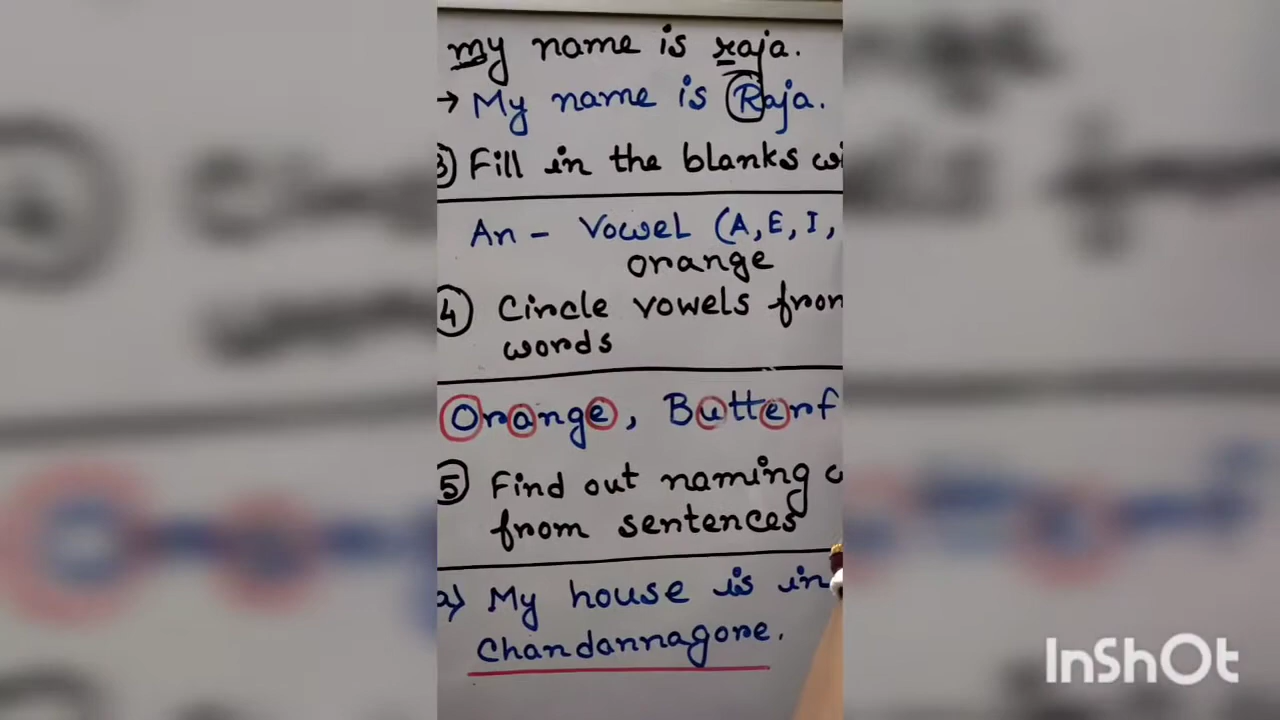 my name is raja.
→ My name is Raja.
3) Fill in the blanks
An - Vowel (A, E, I,
orange
4 Circle vowels from
words
Orange, Butterf
5 Find out naming
from sentences
a) My house is in
Chandannagore.
InShOt